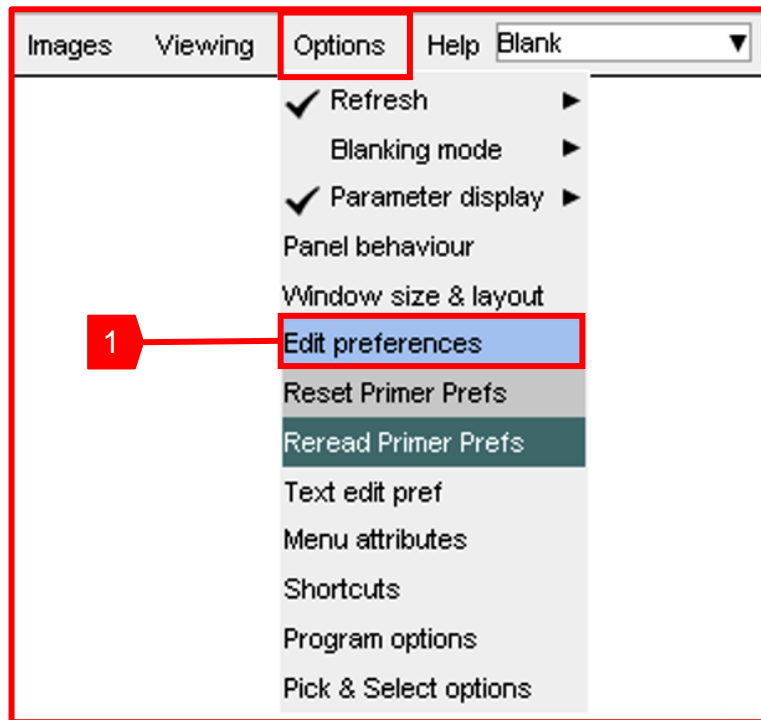 Images Viewing Options Help Blank
Refresh
Blanking mode
Parameter display
Panel behaviour
Window size & layout
1 Edit preferences
Reset Primer Prefs
Reread Primer Prefs
Text edit pref
Menu attributes
Shortcuts
Program options
Pick & Select options